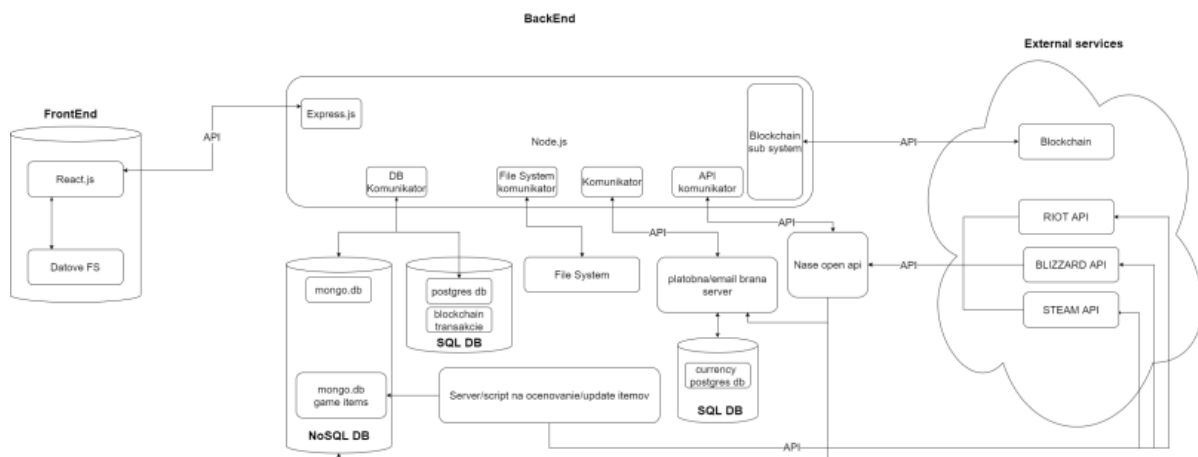 BackEnd
External services
FrontEnd
Express.js
API
Node.js
Blockchain
sub system
API
Blockchain
React.js
DB
Komunikator
File System
komunikator
Komunikator
API
komunikator
RIOT API
API
API
Datove FS
mongo.db
postgres db
blockchain
transakcie
SQL DB
File System
platobna/email brana
server
Nase open api
API
BLIZZARD API
STEAM API
mongo.db
game items
NoSQL DB
Server/script na ocenovanie/update itemov
currency
postgres db
SQL DB
API